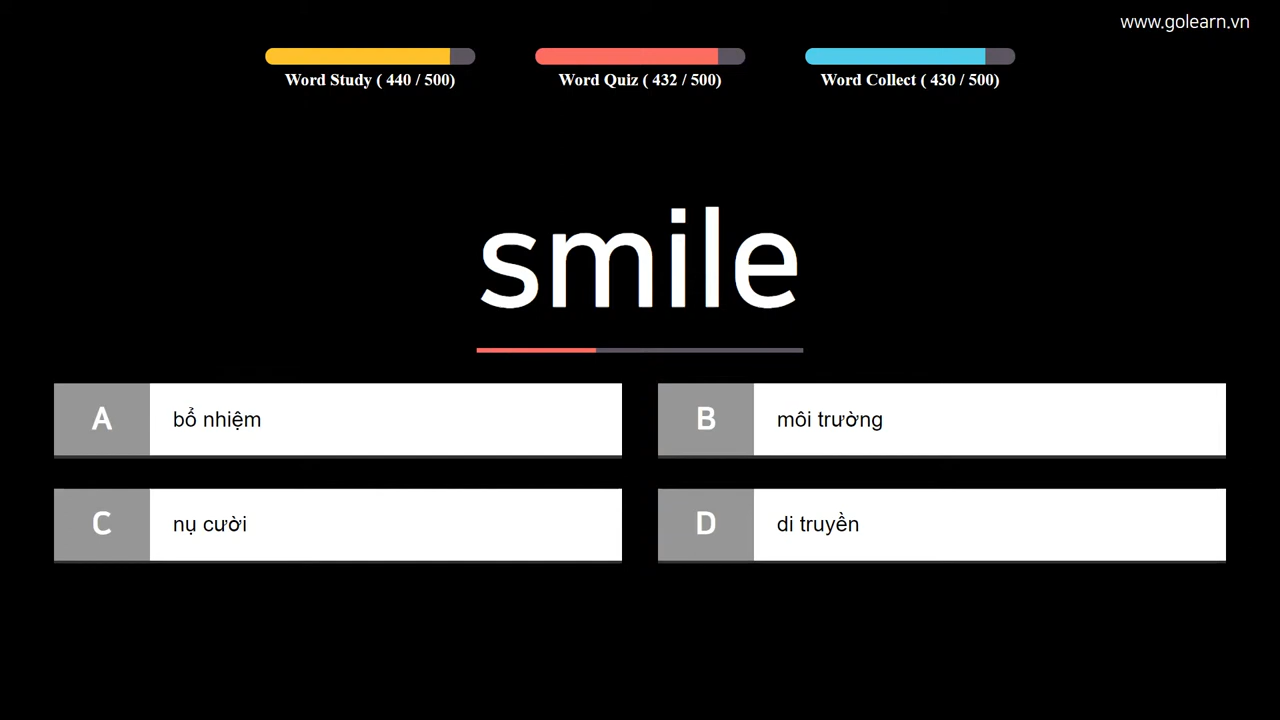 www.golearn.vn
Word Study ( 440 / 500)
Word Quiz ( 432 / 500)
Word Collect ( 430 / 500)
smile
A bổ nhiệm
B môi trường
C nụ cười
D di truyền